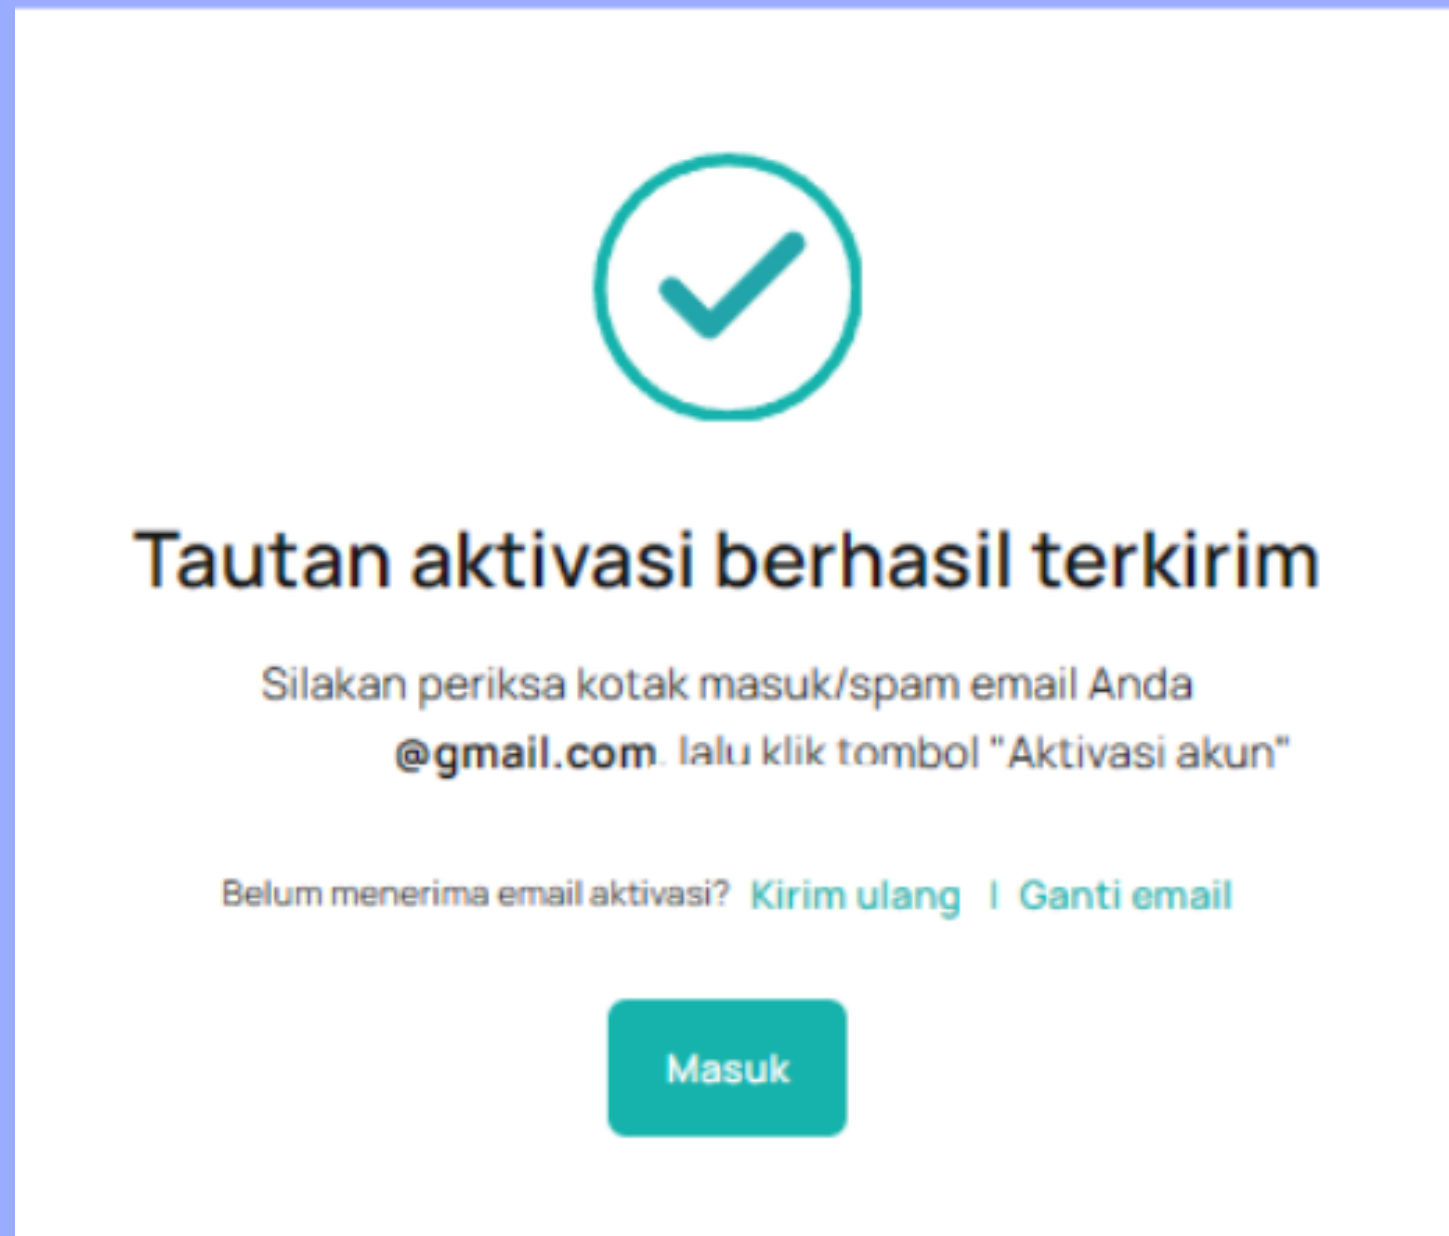 Tautan aktivasi berhasil terkirim
Silakan periksa kotak masuk/spam email Anda
@gmail.com, lalu klik tombol "Aktivasi akun"
Belum menerima email aktivasi? Kirim ulang | Ganti email
Masuk